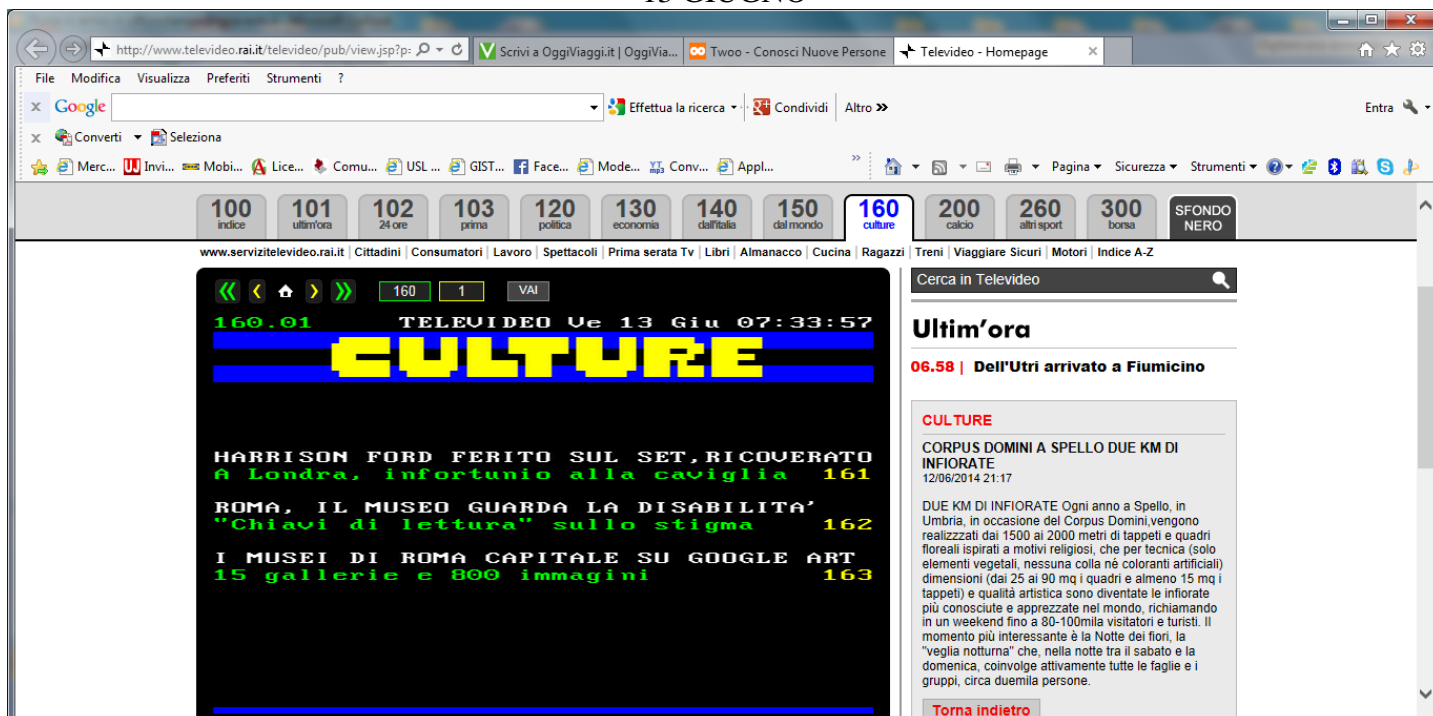 13 GIUGNO
http://www.televideo.rai.it/televideo/pub/view.jsp?p=
Scrivi a OggiViaggi.it | OggiVia...
Twoo - Conosci Nuove Persone
Televideo - Homepage
File Modifica Visualizza Preferiti Strumenti ?
x Google Effettua la ricerca Condividi Altro » Entra
x Converti Seleziona
Merc... Invi... Mobi... Lice... Comu... USL ... GIST... Face... Mode... Conv... Appl... » Pagina Sicurezza Strumenti
100 101 102 103 120 130 140 150 160 200 260 300 SFONDO NERO
indice ultim'ora 24 ore prima politica economia dall'italia dal mondo culture calcio altri sport borsa
www.servizitelevideo.rai.it | Cittadini | Consumatori | Lavoro | Spettacoli | Prima serata Tv | Libri | Almanacco | Cucina | Ragazzi | Treni | Viaggiare Sicuri | Motori | Indice A-Z
160 1 VAI
160.01 TELEVIDEO Ve 13 Giu 07:33:57
CULTURE
HARRISON FORD FERITO SUL SET,RICOVERATO
A Londra, infortunio alla caviglia 161
ROMA, IL MUSEO GUARDA LA DISABILITA'
"Chiavi di lettura" sullo stigma 162
I MUSEI DI ROMA CAPITALE SU GOOGLE ART
15 gallerie e 800 immagini 163
Cerca in Televideo
Ultim'ora
06.58 | Dell'Utri arrivato a Fiumicino
CULTURE
CORPUS DOMINI A SPELLO DUE KM DI
INFIORATE
12/06/2014 21:17
DUE KM DI INFIORATE Ogni anno a Spello, in
Umbria, in occasione del Corpus Domini,vengono
realizzzati dai 1500 ai 2000 metri di tappeti e quadri
floreali ispirati a motivi religiosi, che per tecnica (solo
elementi vegetali, nessuna colla né coloranti artificiali)
dimensioni (dai 25 ai 90 mq i quadri e almeno 15 mq i
tappeti) e qualità artistica sono diventate le infiorate
più conosciute e apprezzate nel mondo, richiamando
in un weekend fino a 80-100mila visitatori e turisti. Il
momento più interessante è la Notte dei fiori, la
"veglia notturna" che, nella notte tra il sabato e la
domenica, coinvolge attivamente tutte le faglie e i
gruppi, circa duemila persone.
Torna indietro